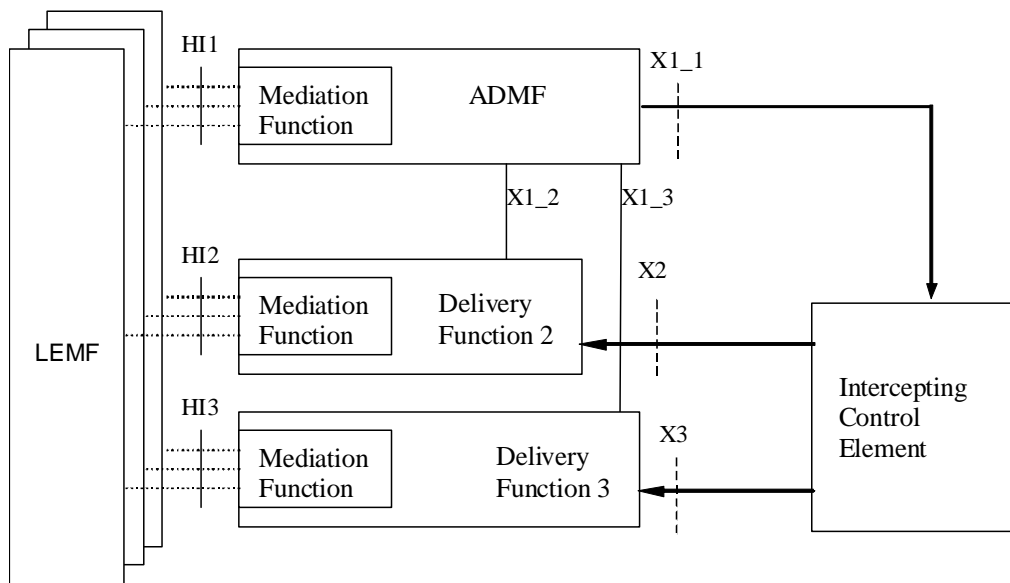 HI1
X1_1
Mediation
Function
ADMF
X1_2
X1_3
HI2
X2
Mediation
Function
Delivery
Function 2
LEMF
Intercepting
Control
Element
HI3
X3
Mediation
Function
Delivery
Function 3